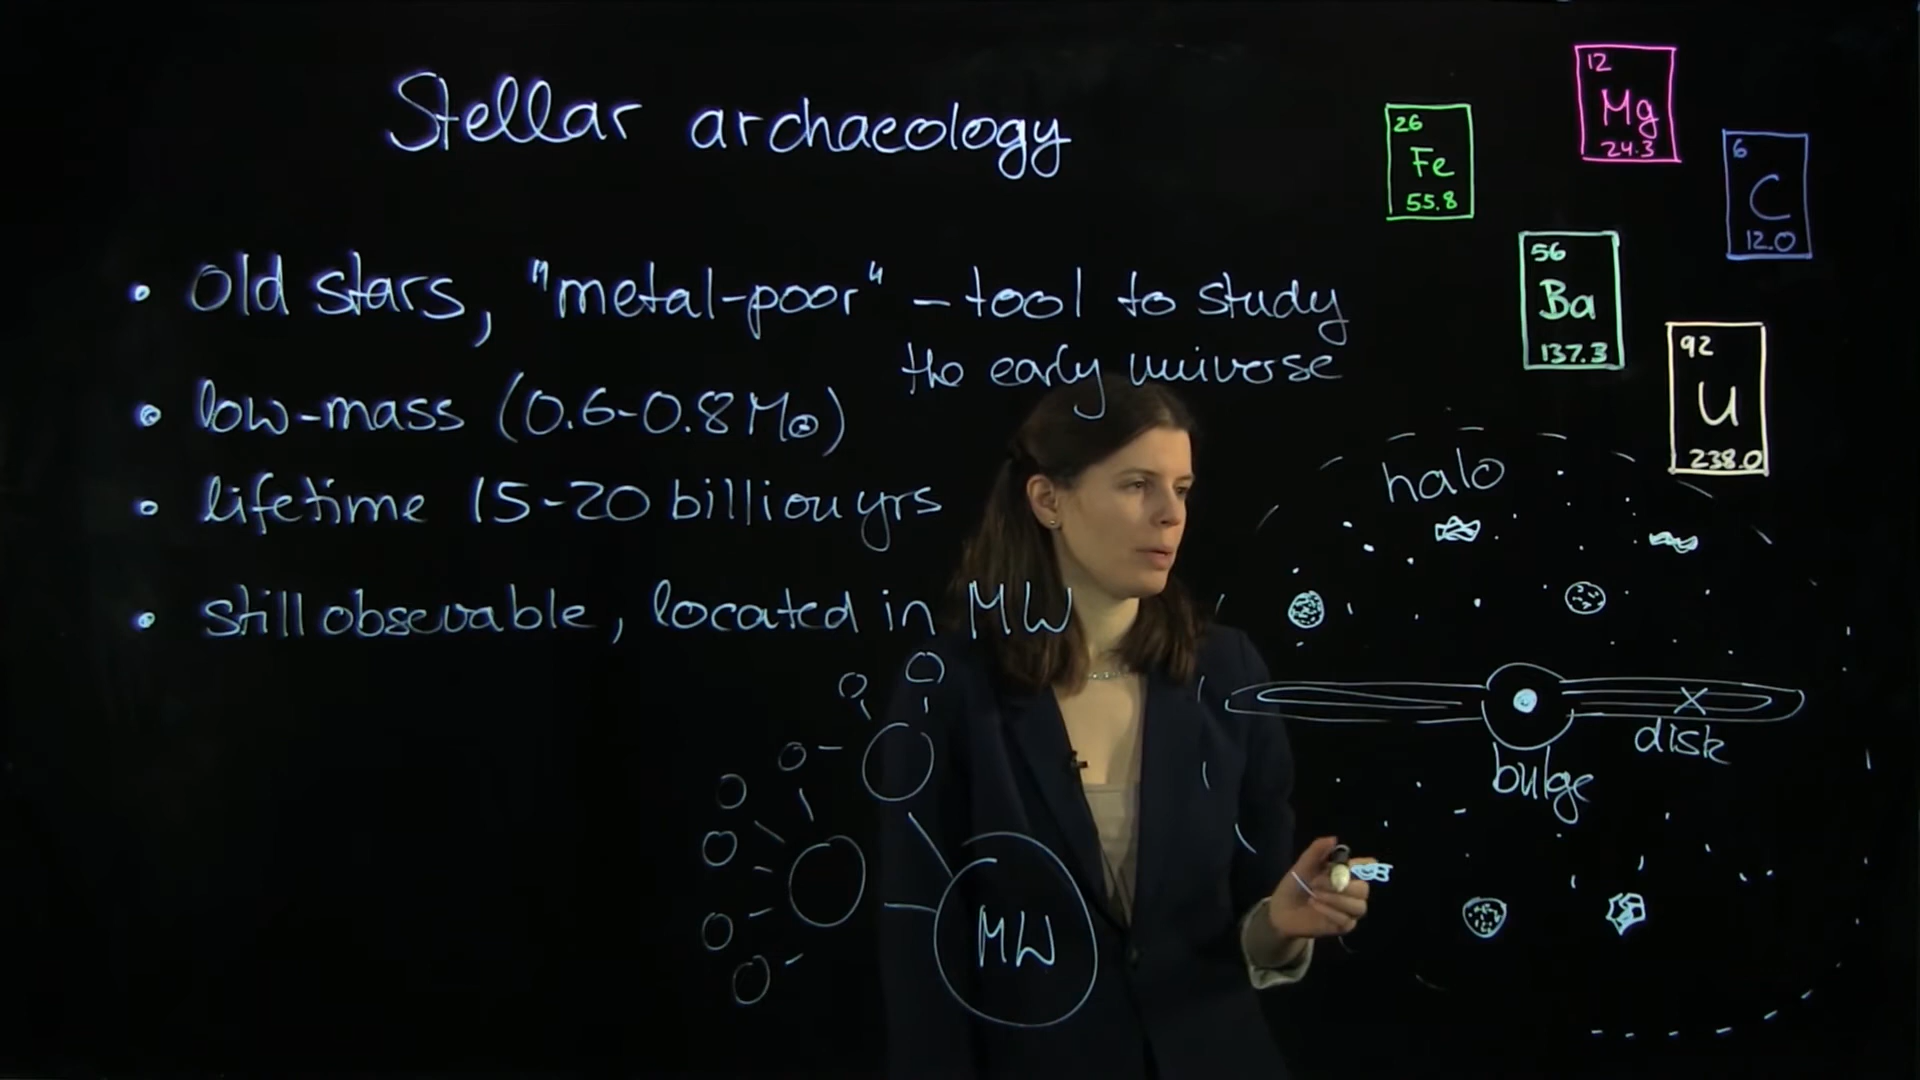 Stellar archaeology
• old stars, "metal-poor" – tool to study
the early universe
• low-mass (0.6-0.8 M☉)
• lifetime 15-20 billion yrs
• still obsevable, located in MW
MW
26
Fe
55.8
12
Mg
24.3
6
C
12.0
56
Ba
137.3
92
U
238.0
halo
disk
bulge